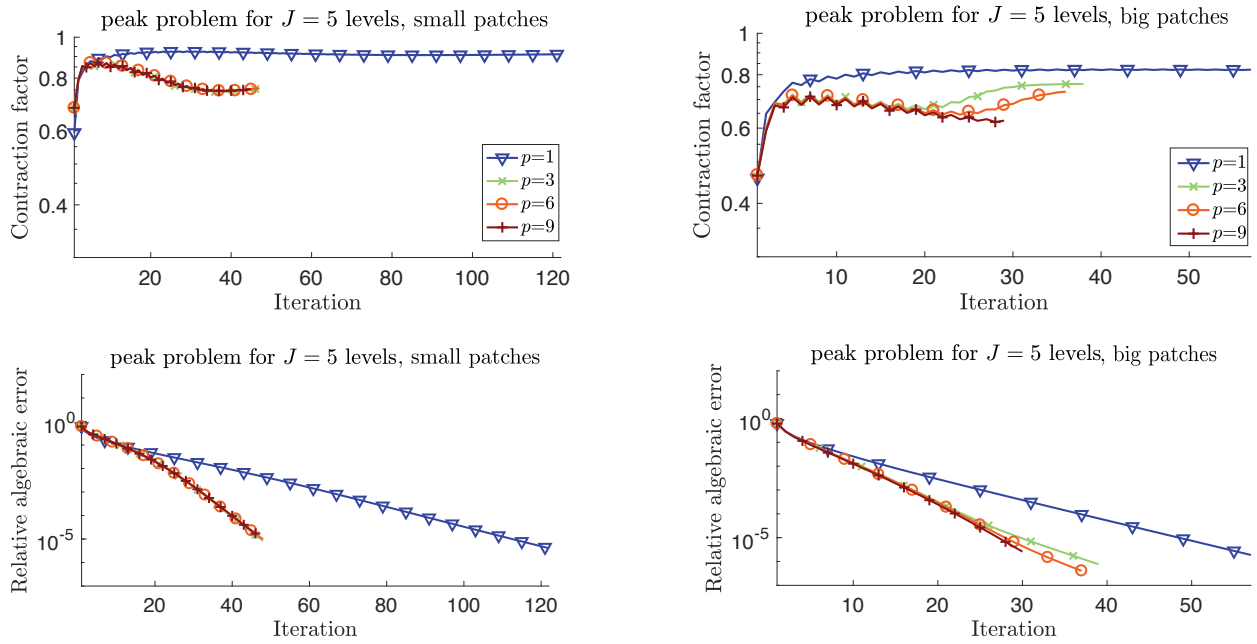 peak problem for J = 5 levels, small patches
Contraction factor
1
0.8
0.6
0.4
20 40 60 80 100 120
Iteration
p=1
p=3
p=6
p=9
peak problem for J = 5 levels, big patches
Contraction factor
1
0.8
0.6
0.4
10 20 30 40 50
Iteration
p=1
p=3
p=6
p=9
peak problem for J = 5 levels, small patches
Relative algebraic error
10^0
10^-5
20 40 60 80 100 120
Iteration
peak problem for J = 5 levels, big patches
Relative algebraic error
10^0
10^-5
10 20 30 40 50
Iteration